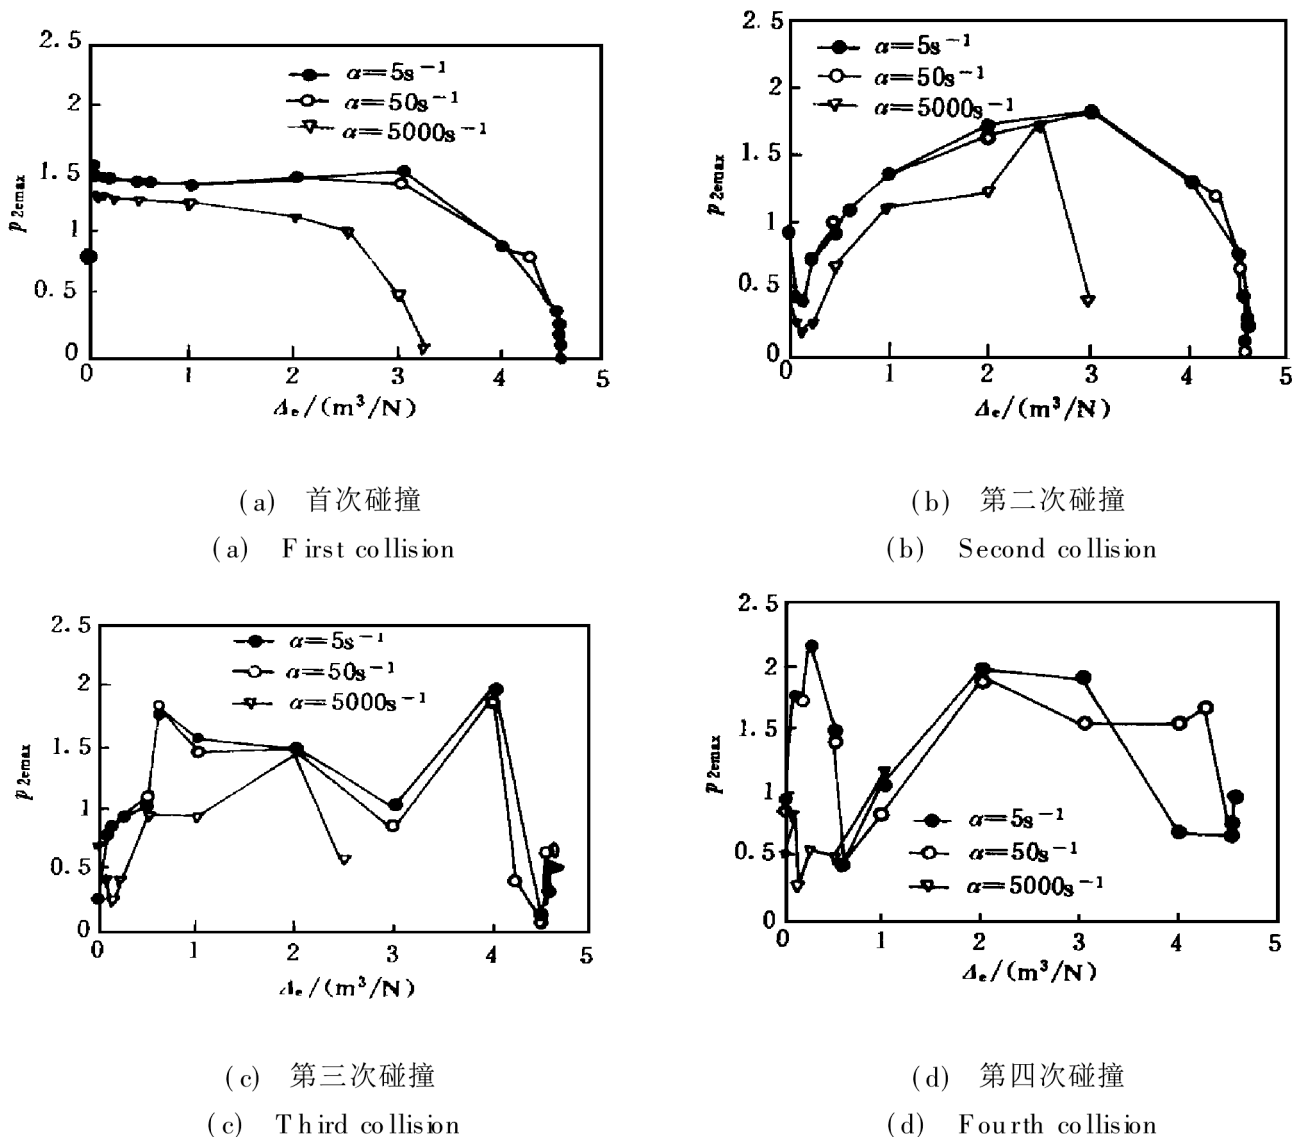 2. 5
2
1. 5
1
0. 5
0
p2emax
α=5s⁻¹
α=50s⁻¹
α=5000s⁻¹
0 1 2 3 4 5
Δe/(m³/N)
(a) 首次碰撞
(a) First collision
2. 5
2
1. 5
1
0. 5
0
p2emax
α=5s⁻¹
α=50s⁻¹
α=5000s⁻¹
0 1 2 3 4 5
Δe/(m³/N)
(b) 第二次碰撞
(b) Second collision
2. 5
2
1. 5
1
0. 5
0
p2emax
α=5s⁻¹
α=50s⁻¹
α=5000s⁻¹
0 1 2 3 4 5
Δe/(m³/N)
(c) 第三次碰撞
(c) Third collision
2. 5
2
1. 5
1
0. 5
0
p2emax
α=5s⁻¹
α=50s⁻¹
α=5000s⁻¹
0 1 2 3 4 5
Δe/(m³/N)
(d) 第四次碰撞
(d) Fourth collision